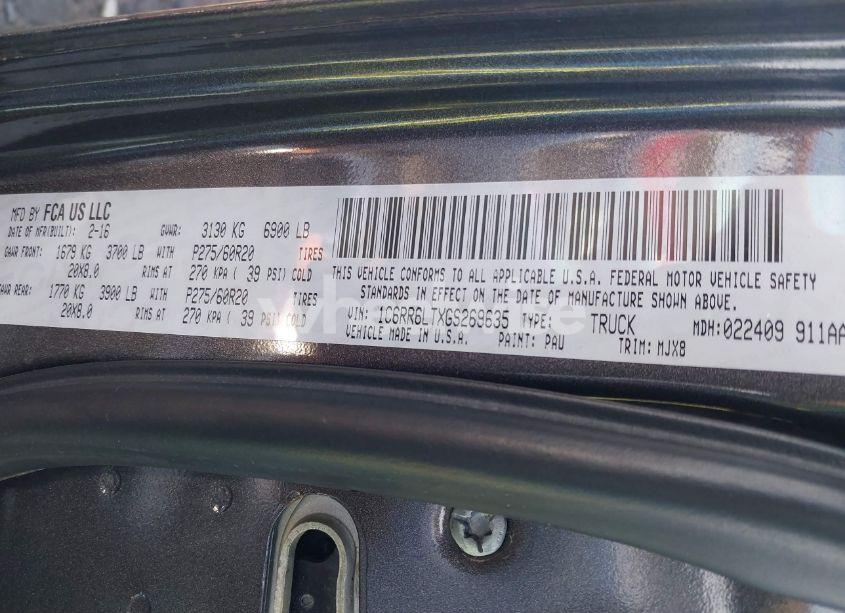 MFD BY FCA US LLC
DATE OF MFR(BUILT): 2-16 GVWR: 3130 KG 6900 LB
GAWR FRONT: 1679 KG 3700 LB WITH P275/60R20 TIRES
20X8.0 RIMS AT 270 KPA ( 39 PSI) COLD
GAWR REAR: 1770 KG 3900 LB WITH P275/60R20 TIRES
20X8.0 RIMS AT 270 KPA ( 39 PSI) COLD
THIS VEHICLE CONFORMS TO ALL APPLICABLE U.S.A. FEDERAL MOTOR VEHICLE SAFETY
STANDARDS IN EFFECT ON THE DATE OF MANUFACTURE SHOWN ABOVE.
VIN: 1C6RR6LTXGS269635 TYPE: TRUCK MDH:022409 911AA
VEHICLE MADE IN U.S.A. PAINT: PAU TRIM: MJX8